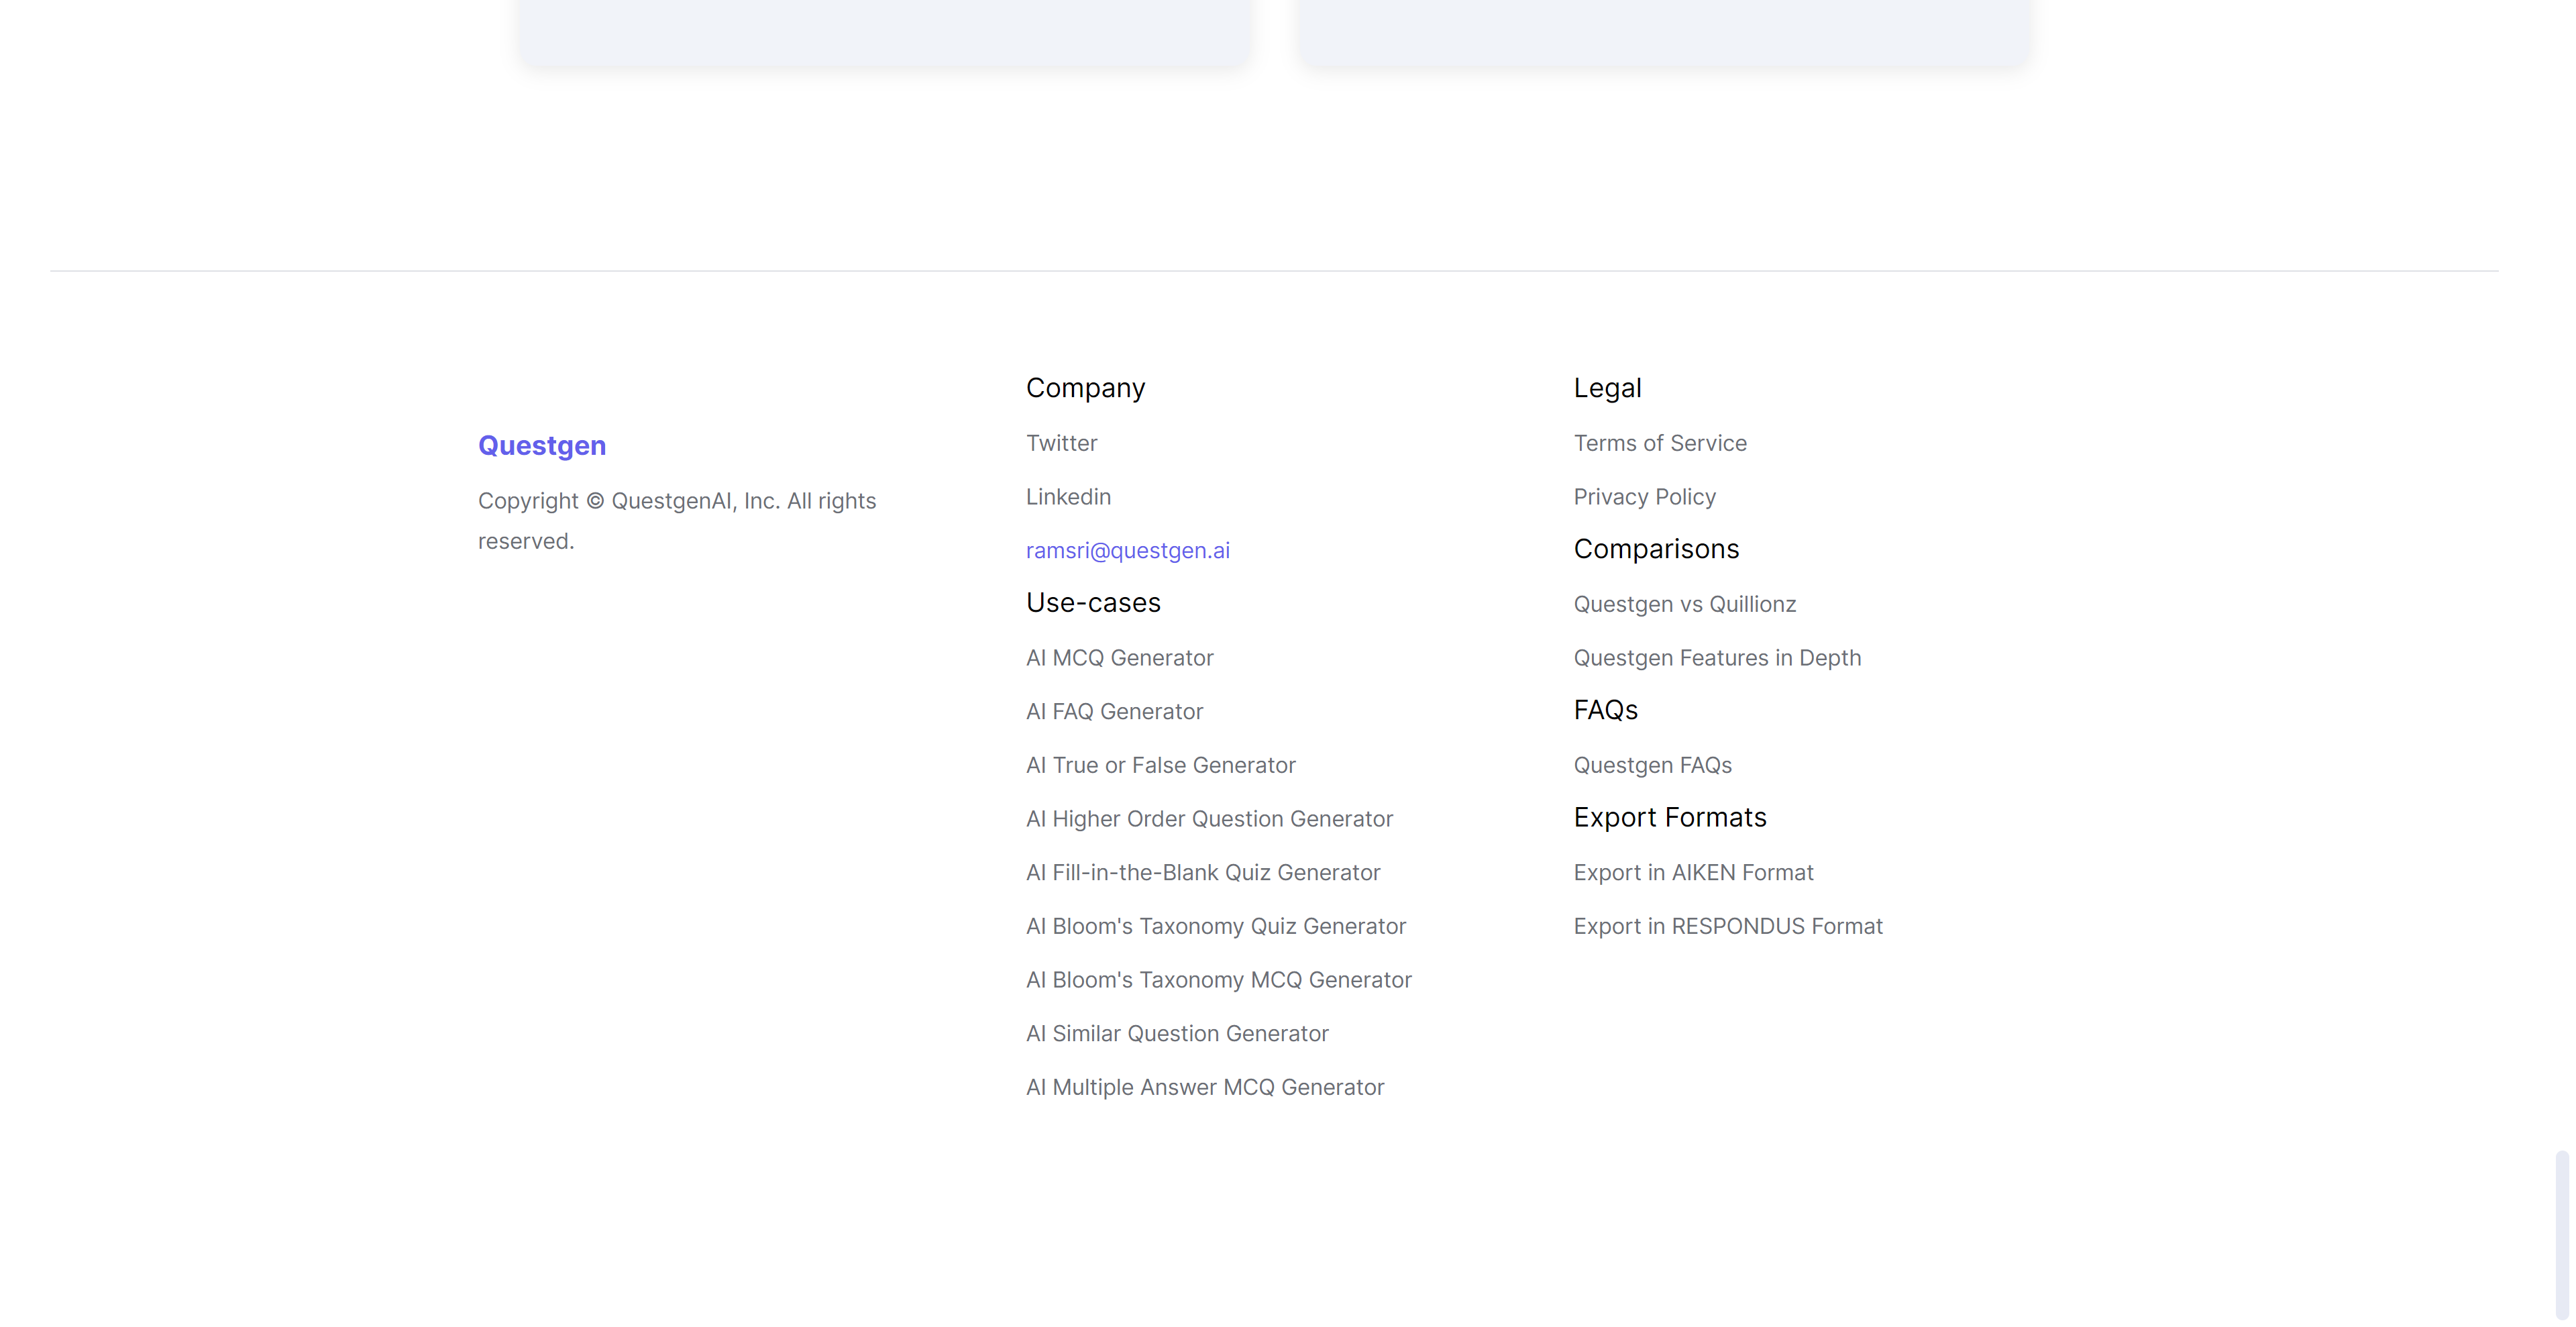 Questgen
Copyright © QuestgenAI, Inc. All rights
reserved.
Company
Twitter
Linkedin
ramsri@questgen.ai
Use-cases
AI MCQ Generator
AI FAQ Generator
AI True or False Generator
AI Higher Order Question Generator
AI Fill-in-the-Blank Quiz Generator
AI Bloom's Taxonomy Quiz Generator
AI Bloom's Taxonomy MCQ Generator
AI Similar Question Generator
AI Multiple Answer MCQ Generator
Legal
Terms of Service
Privacy Policy
Comparisons
Questgen vs Quillionz
Questgen Features in Depth
FAQs
Questgen FAQs
Export Formats
Export in AIKEN Format
Export in RESPONDUS Format